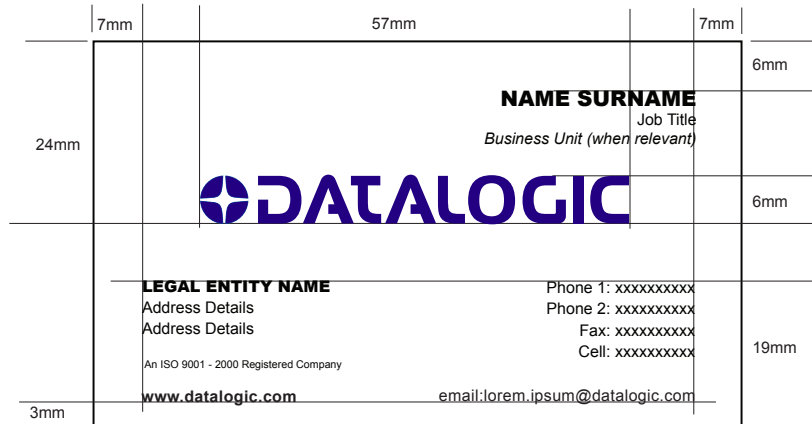 7mm 57mm 7mm
6mm
NAME SURNAME
Job Title
Business Unit (when relevant)
24mm
DATALOGIC
6mm
LEGAL ENTITY NAME
Address Details
Address Details
An ISO 9001 - 2000 Registered Company
www.datalogic.com
Phone 1: xxxxxxxxxx
Phone 2: xxxxxxxxxx
Fax: xxxxxxxxxx
Cell: xxxxxxxxxx
email:lorem.ipsum@datalogic.com
19mm
3mm